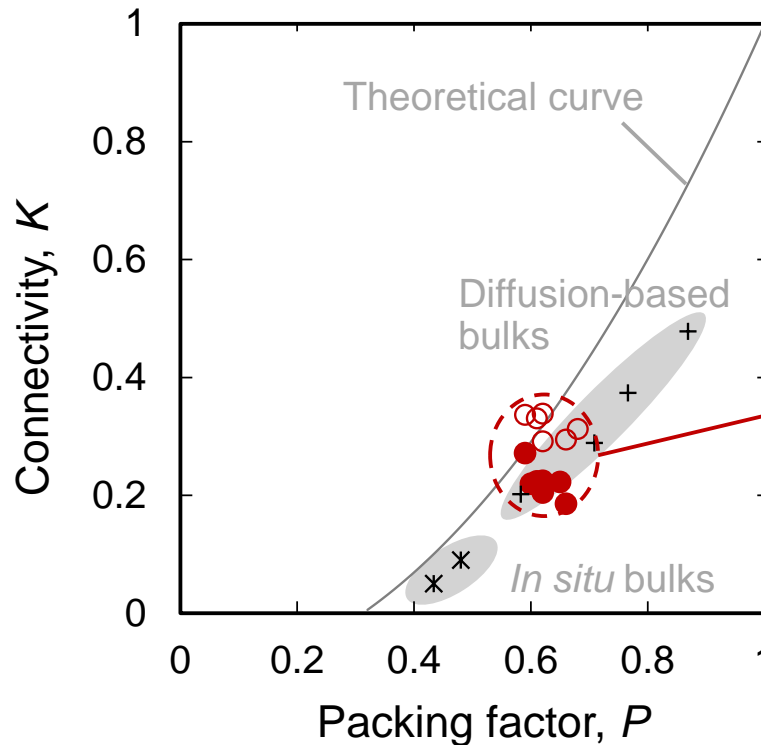 1
Theoretical curve
0.8
0.6
Diffusion-based
bulks
0.4
0.2
In situ bulks
0
0 0.2 0.4 0.6 0.8 1
Connectivity, K
Packing factor, P